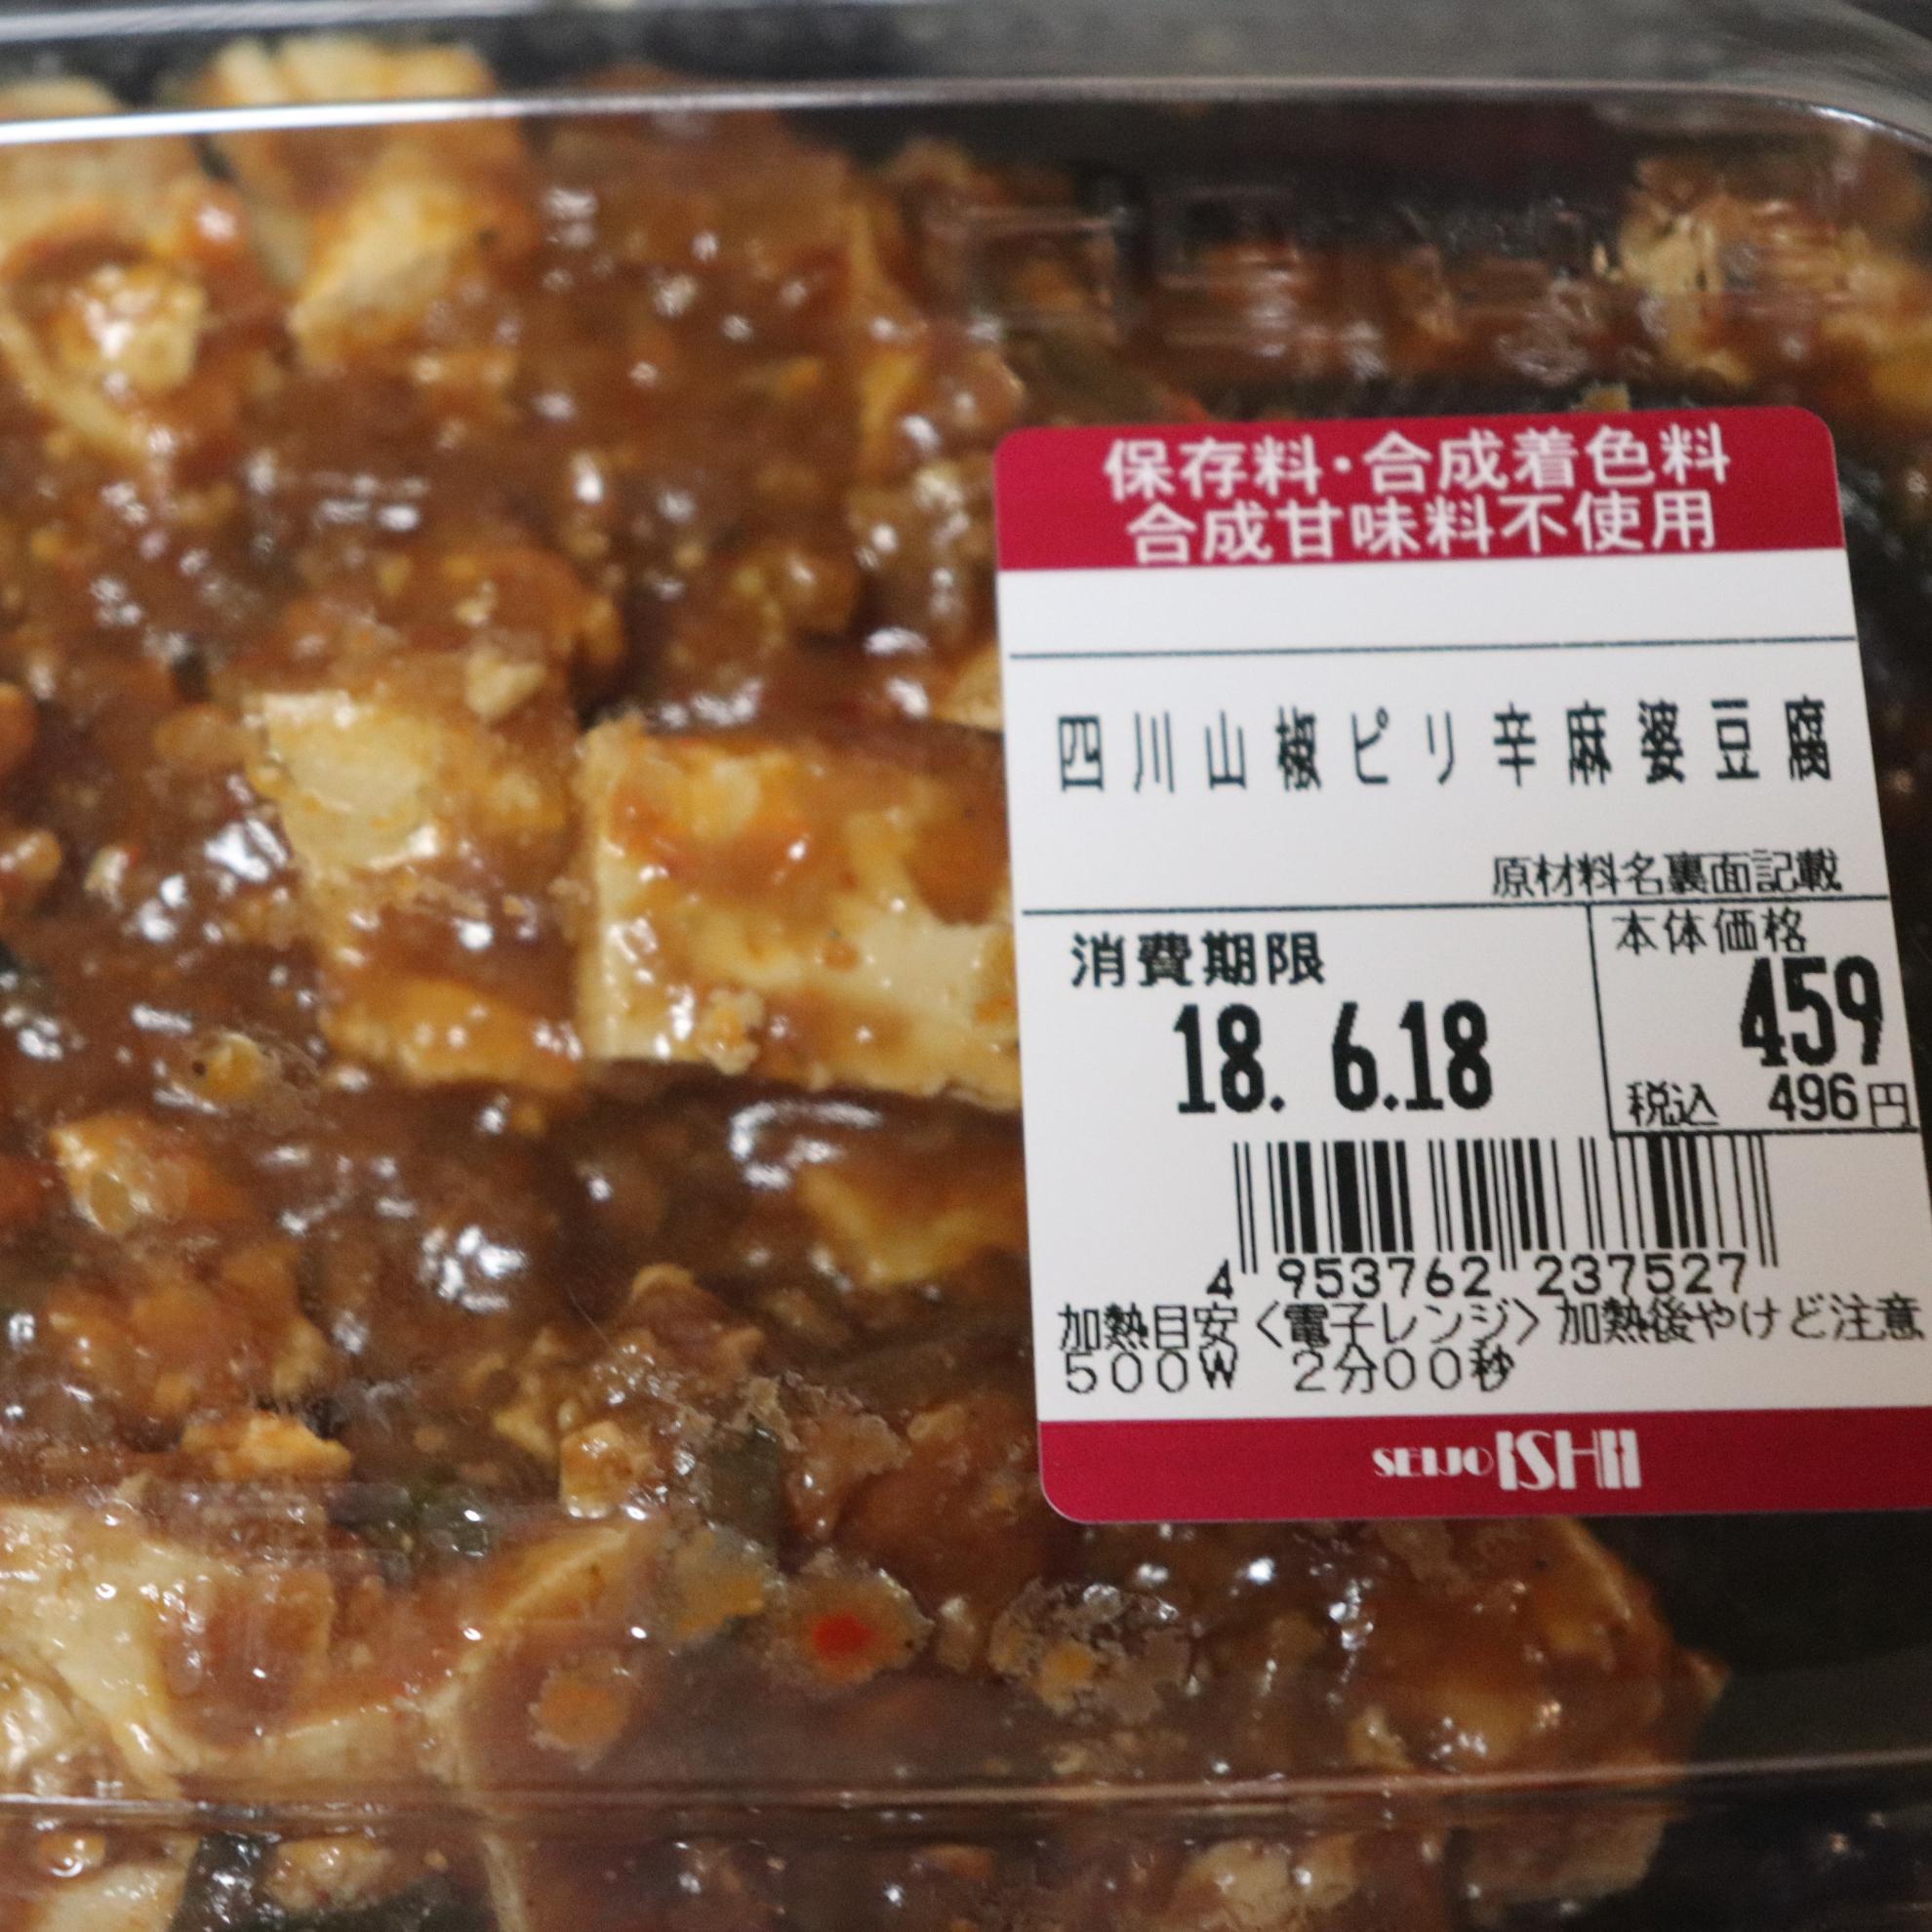 保存料・合成着色料
合成甘味料不使用
四川山椒ピリ辛麻婆豆腐
原材料名裏面記載
消費期限
18. 6.18
本体価格
459
税込 496円
4 953762 237527
加熱目安<電子レンジ>加熱後やけど注意
500W 2分00秒
SEIJO ISHII